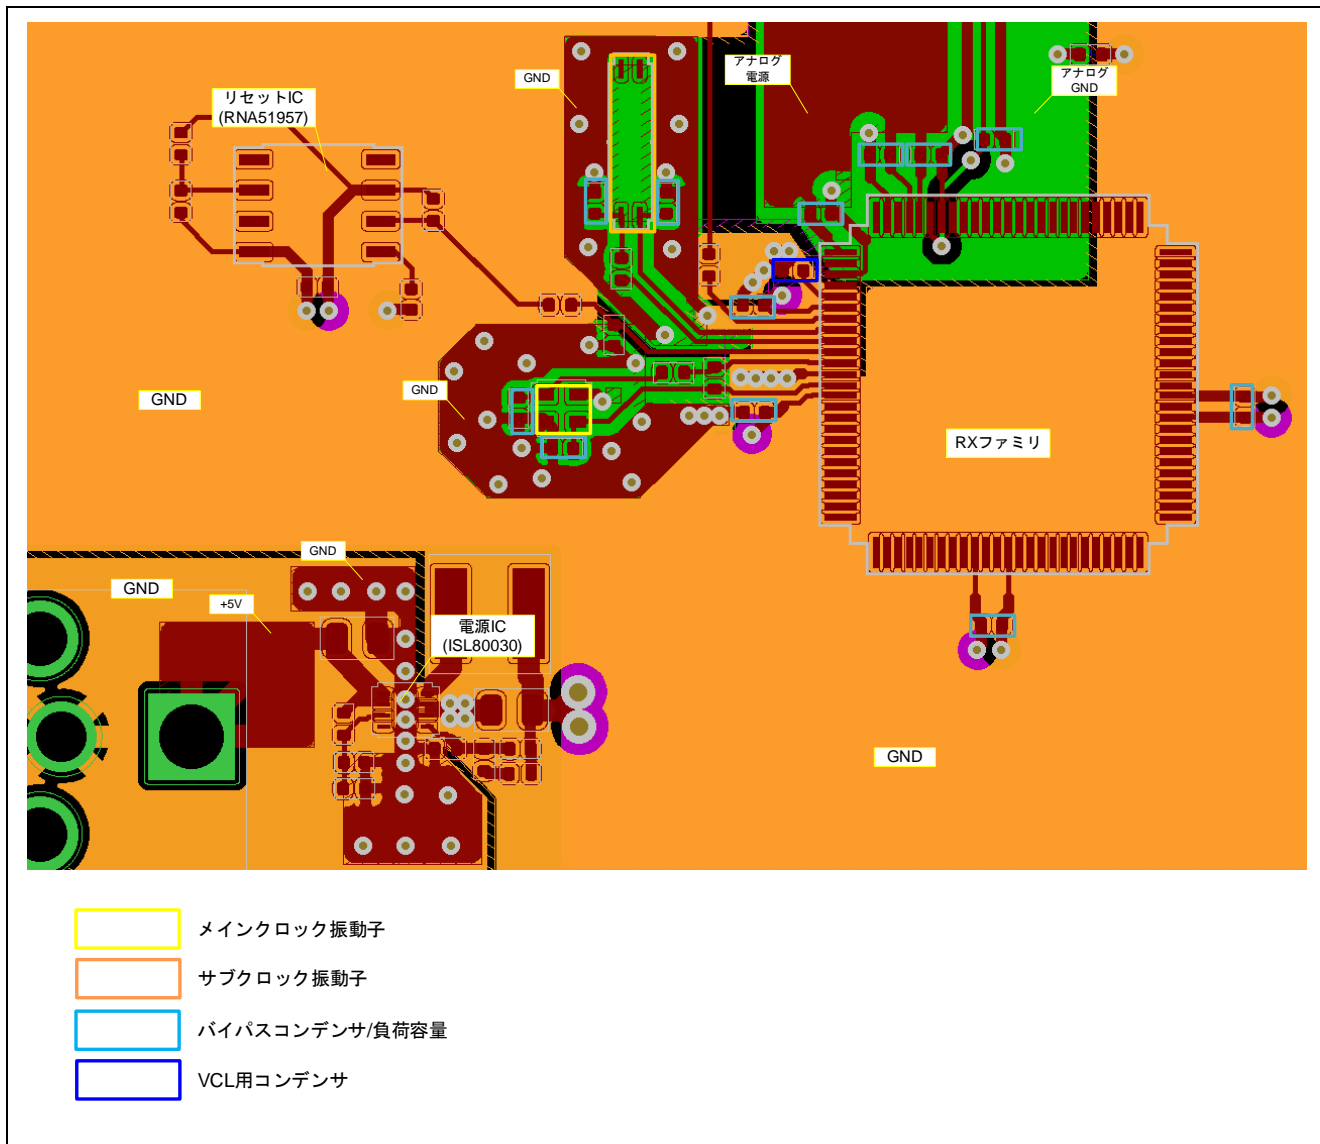 アナログ
電源
アナログ
GND
GND
リセットIC
(RNA51957)
GND
GND
RXファミリ
GND
GND
+5V
電源IC
(ISL80030)
GND
メインクロック振動子
サブクロック振動子
バイパスコンデンサ/負荷容量
VCL用コンデンサ